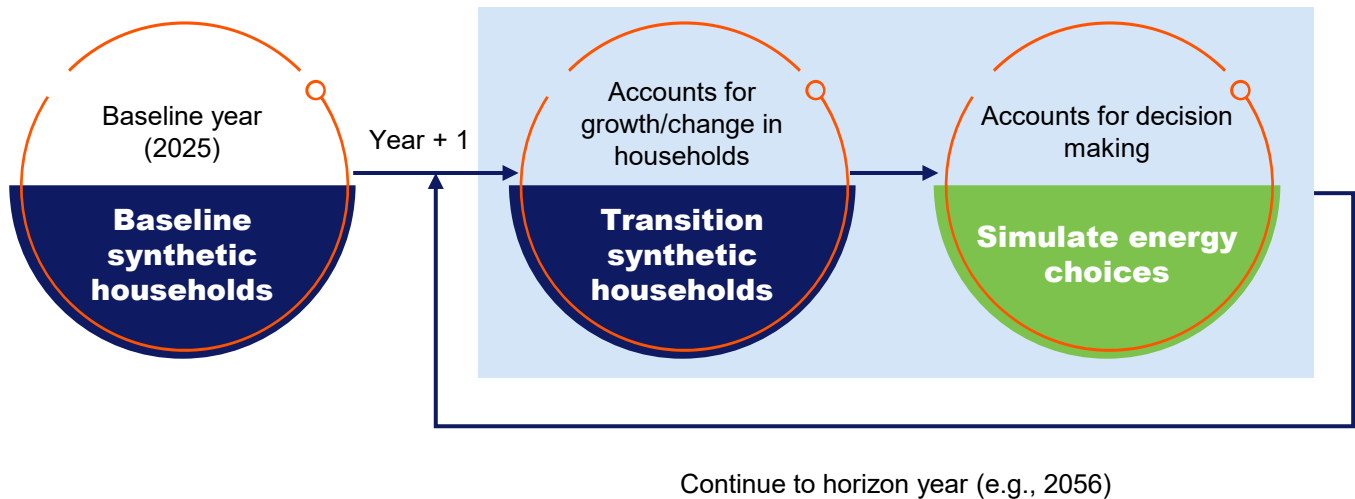 Baseline year
(2025)
Baseline
synthetic
households
Year + 1
Accounts for
growth/change in
households
Transition
synthetic
households
Accounts for decision
making
Simulate energy
choices
Continue to horizon year (e.g., 2056)